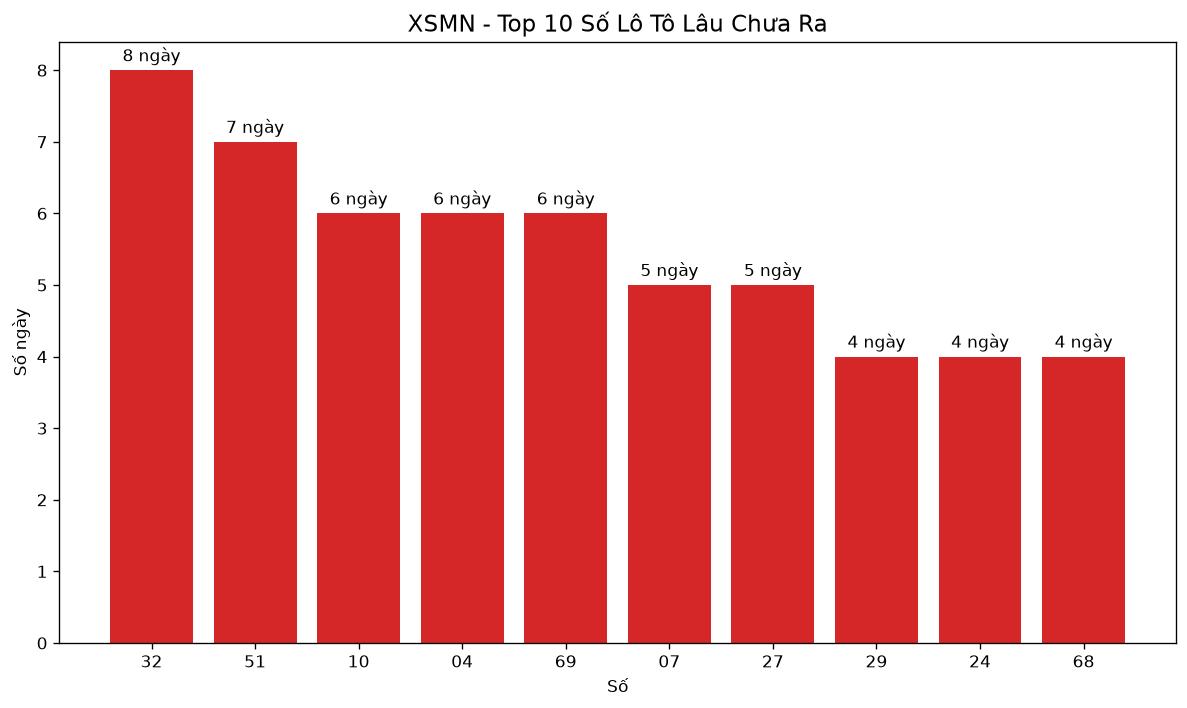 XSMN - Top 10 Số Lô Tô Lâu Chưa Ra
8 ngày
7 ngày
6 ngày
6 ngày
6 ngày
5 ngày
5 ngày
4 ngày
4 ngày
4 ngày
Số ngày
8
7
6
5
4
3
2
1
0
32 51 10 04 69 07 27 29 24 68
Số